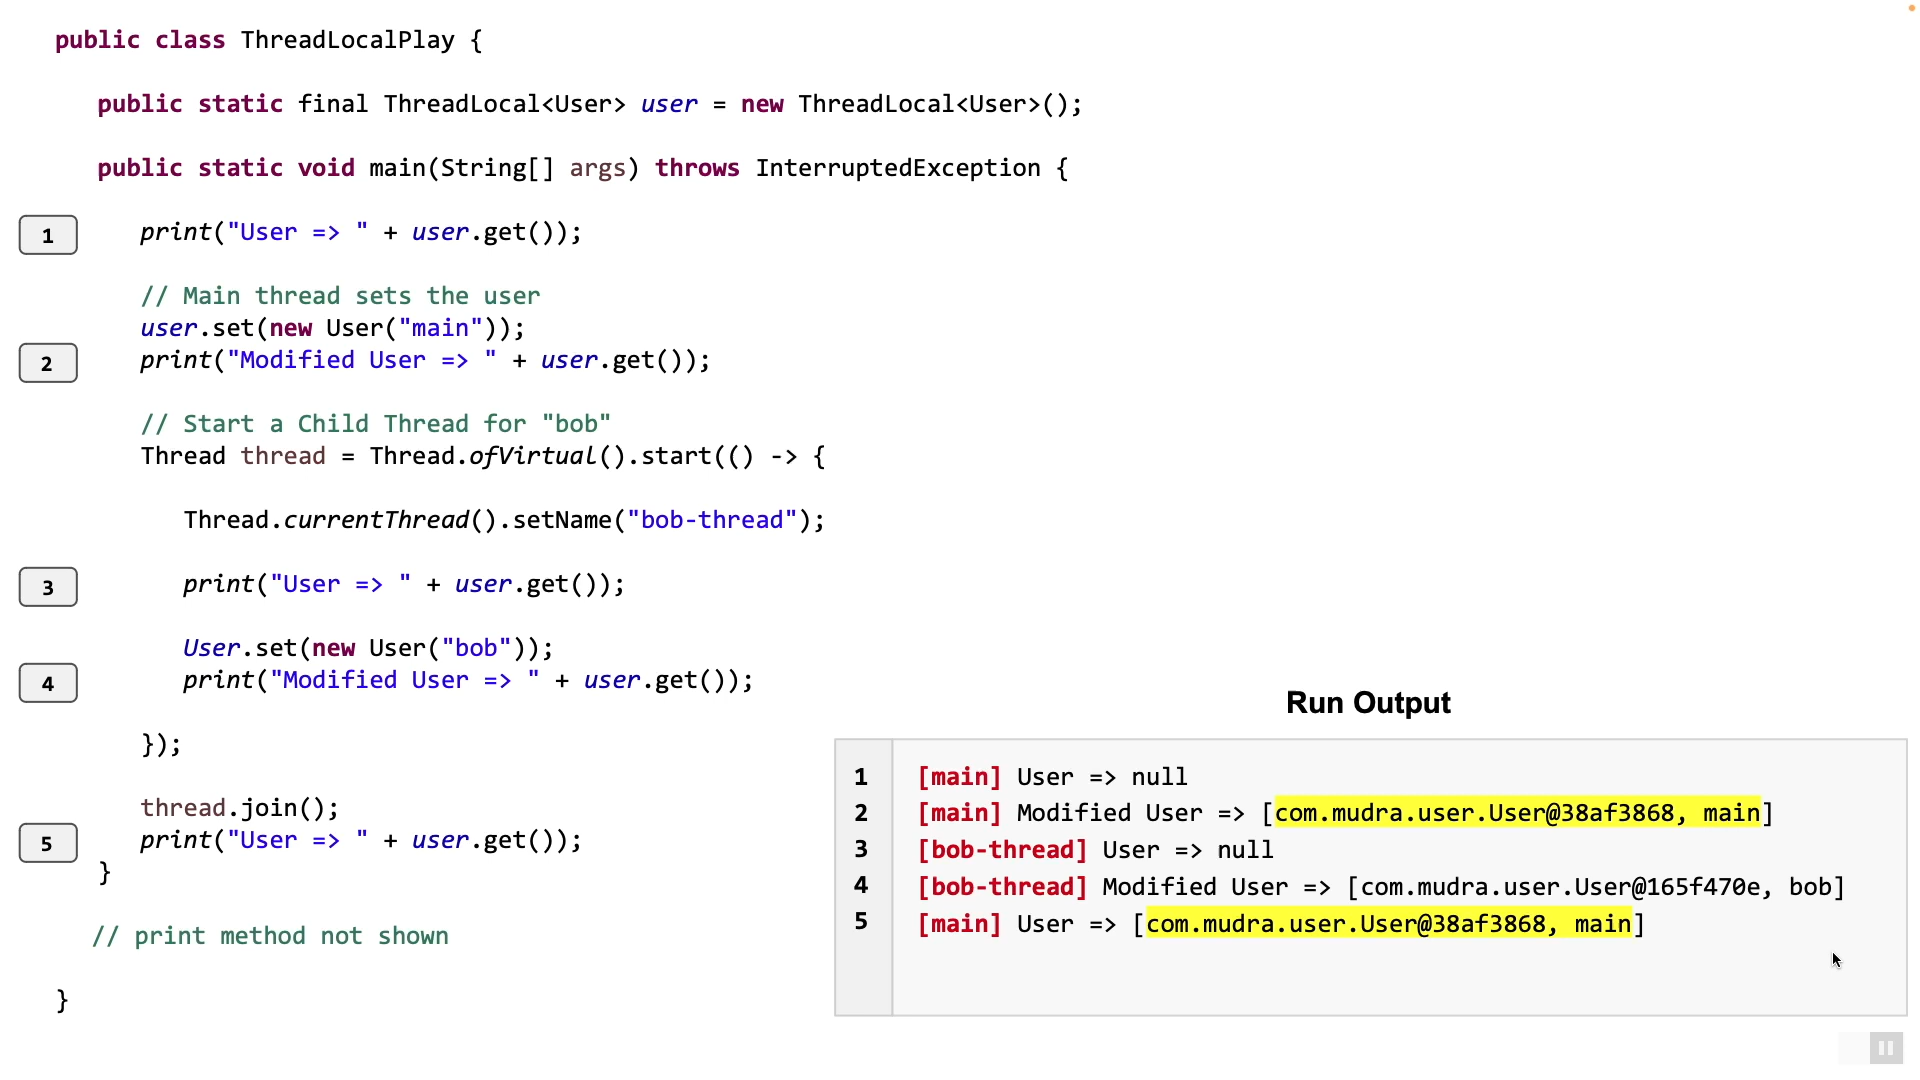 public class ThreadLocalPlay {
public static final ThreadLocal<User> user = new ThreadLocal<User>();
public static void main(String[] args) throws InterruptedException {
1 print("User => " + user.get());
// Main thread sets the user
user.set(new User("main"));
2 print("Modified User => " + user.get());
// Start a Child Thread for "bob"
Thread thread = Thread.ofVirtual().start(() -> {
Thread.currentThread().setName("bob-thread");
3 print("User => " + user.get());
User.set(new User("bob"));
4 print("Modified User => " + user.get());
});
thread.join();
5 print("User => " + user.get());
}
// print method not shown
}
Run Output
1 [main] User => null
2 [main] Modified User => [com.mudra.user.User@38af3868, main]
3 [bob-thread] User => null
4 [bob-thread] Modified User => [com.mudra.user.User@165f470e, bob]
5 [main] User => [com.mudra.user.User@38af3868, main]